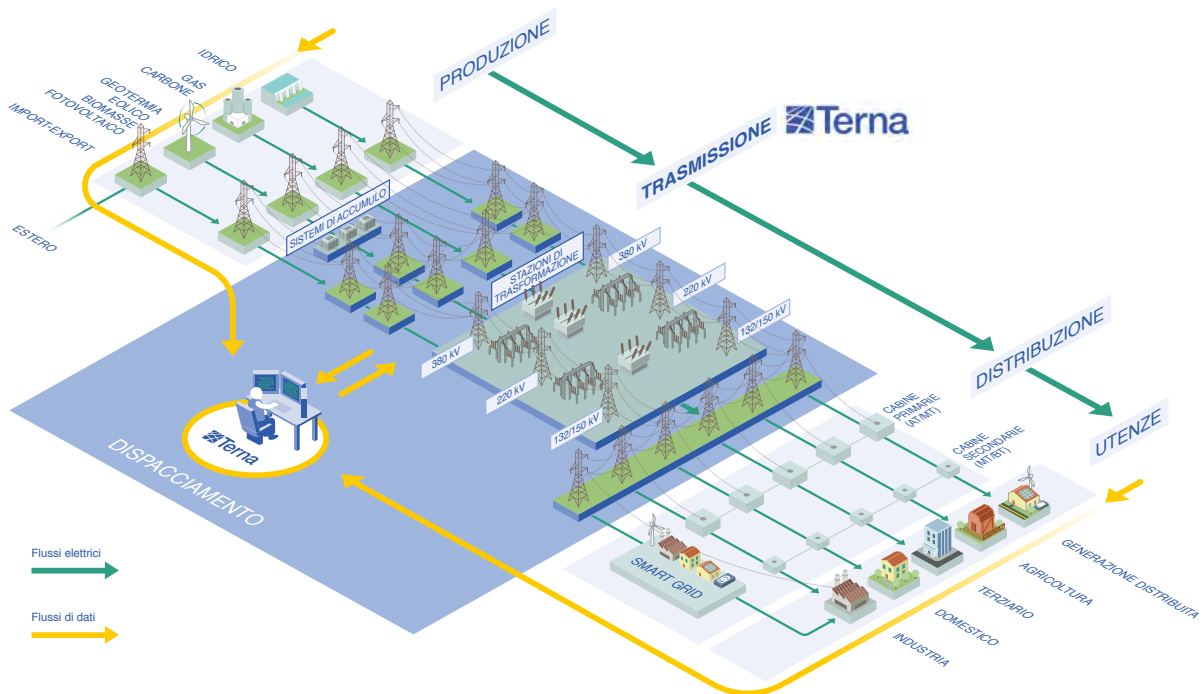 PRODUZIONE
TRASMISSIONE
Terna
DISTRIBUZIONE
UTENZE
IDRICO
GAS
CARBONE
GEOTERMIA
EOLICO
BIOMASSE
FOTOVOLTAICO
IMPORT-EXPORT
ESTERO
SISTEMI DI ACCUMULO
STAZIONI DI
TRASFORMAZIONE
380 kV
220 kV
132/150 kV
380 kV
220 kV
132/150 kV
CABINE
PRIMARIE
(AT/MT)
CABINE
SECONDARIE
(MT/BT)
Terna
DISPACCIAMENTO
SMART GRID
GENERAZIONE DISTRIBUITA
AGRICOLTURA
TERZIARIO
DOMESTICO
INDUSTRIA
Flussi elettrici
Flussi di dati